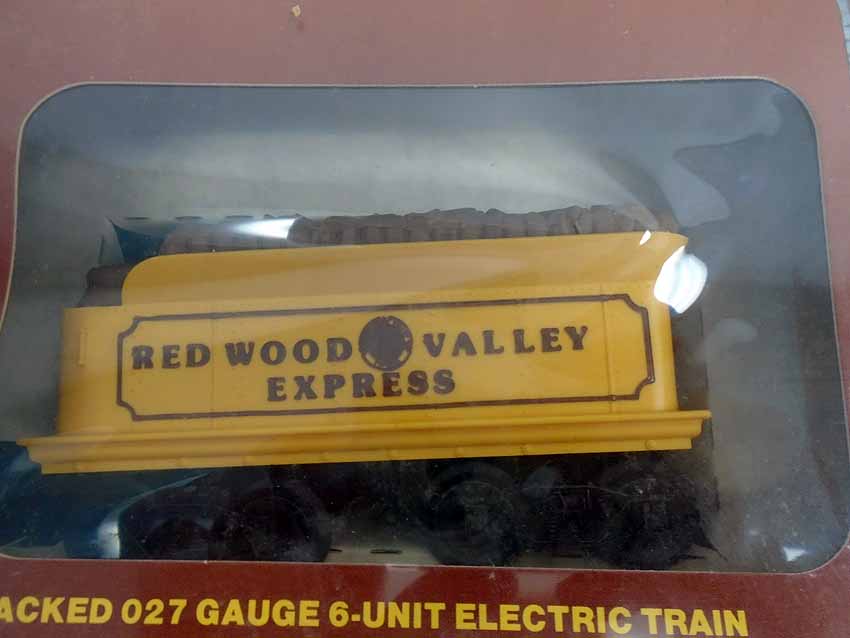 RED WOOD VALLEY
EXPRESS
ACKED 027 GAUGE 6-UNIT ELECTRIC TRAIN